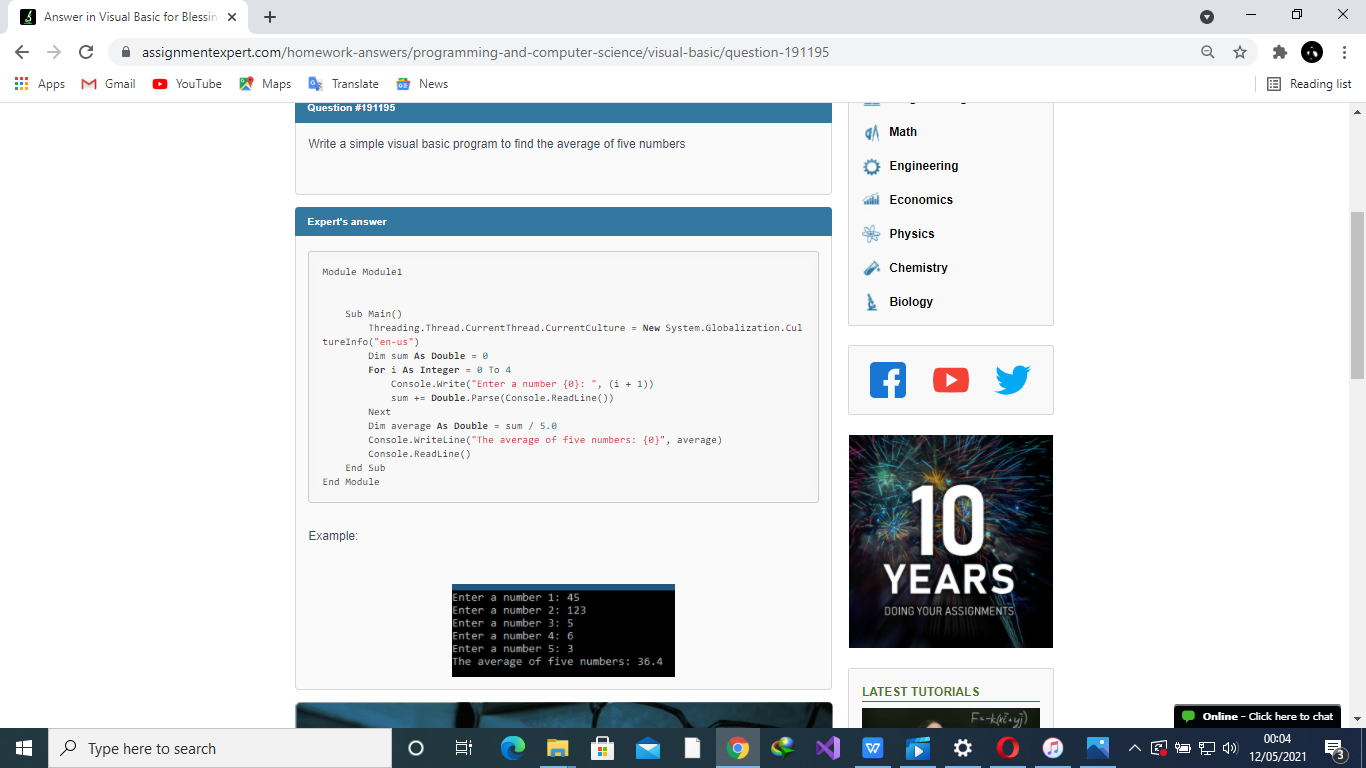 Answer in Visual Basic for Blessin
assignmentexpert.com/homework-answers/programming-and-computer-science/visual-basic/question-191195
Apps
Gmail
YouTube
Maps
Translate
News
Reading list
Question #191195
Write a simple visual basic program to find the average of five numbers
Expert's answer
Module Module1
Sub Main()
Threading.Thread.CurrentThread.CurrentCulture = New System.Globalization.Cul
tureInfo("en-us")
Dim sum As Double = 0
For i As Integer = 0 To 4
Console.Write("Enter a number {0}: ", (i + 1))
sum += Double.Parse(Console.ReadLine())
Next
Dim average As Double = sum / 5.0
Console.WriteLine("The average of five numbers: {0}", average)
Console.ReadLine()
End Sub
End Module
Example:
Enter a number 1: 45
Enter a number 2: 123
Enter a number 3: 5
Enter a number 4: 6
Enter a number 5: 3
The average of five numbers: 36.4
Math
Engineering
Economics
Physics
Chemistry
Biology
10
YEARS
DOING YOUR ASSIGNMENTS
LATEST TUTORIALS
Online - Click here to chat
Type here to search
00:04
12/05/2021
3